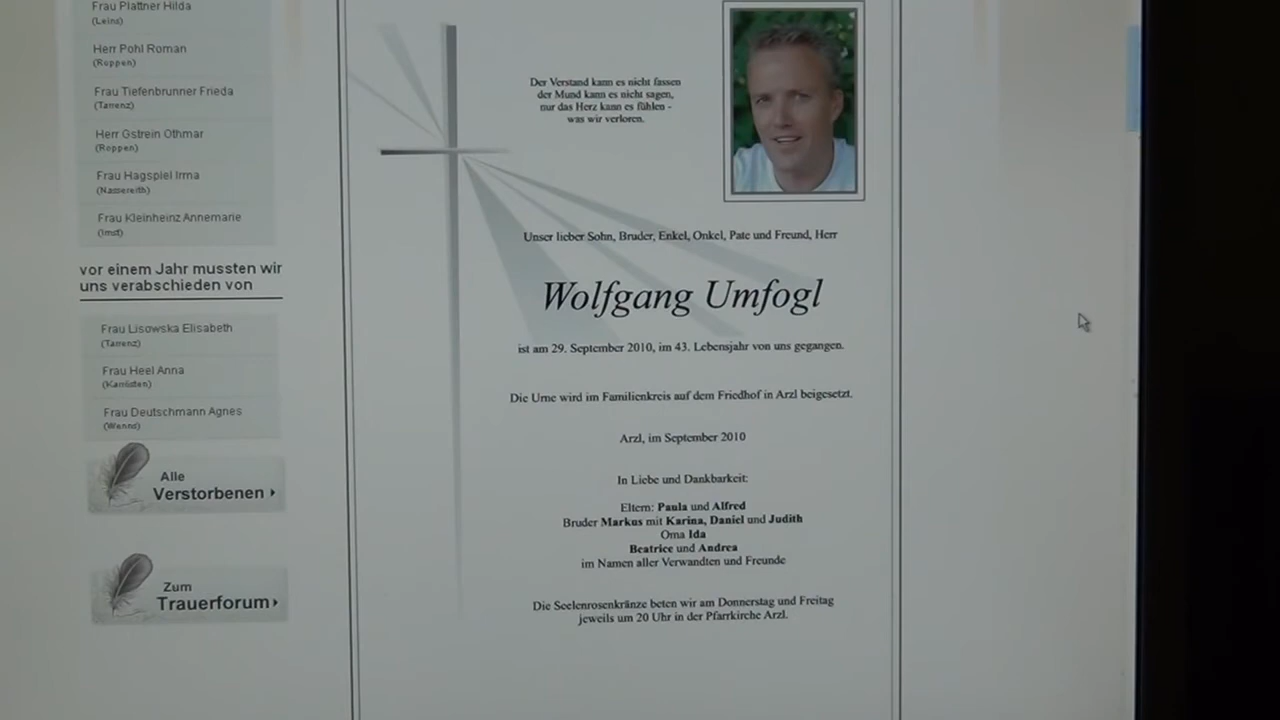 Frau Plattner Hilda
(Leins)
Herr Pohl Roman
(Roppen)
Frau Tiefenbrunner Frieda
(Tarrenz)
Herr Gstrein Othmar
(Roppen)
Frau Hagspiel Irma
(Nassereith)
Frau Kleinheinz Annemarie
(Imst)
vor einem Jahr mussten wir
uns verabschieden von
Frau Lisowska Elisabeth
(Tarrenz)
Frau Heel Anna
(Karrösten)
Frau Deutschmann Agnes
(Wenns)
Alle
Verstorbenen
Zum
Trauerforum
Der Verstand kann es nicht fassen
der Mund kann es nicht sagen,
nur das Herz kann es fühlen -
was wir verloren.
Unser lieber Sohn, Bruder, Enkel, Onkel, Pate und Freund, Herr
Wolfgang Umfogl
ist am 29. September 2010, im 43. Lebensjahr von uns gegangen.
Die Urne wird im Familienkreis auf dem Friedhof in Arzl beigesetzt.
Arzl, im September 2010
In Liebe und Dankbarkeit:
Eltern: Paula und Alfred
Bruder Markus mit Karina, Daniel und Judith
Oma Ida
Beatrice und Andrea
im Namen aller Verwandten und Freunde
Die Seelenrosenkränze beten wir am Donnerstag und Freitag
jeweils um 20 Uhr in der Pfarrkirche Arzl.